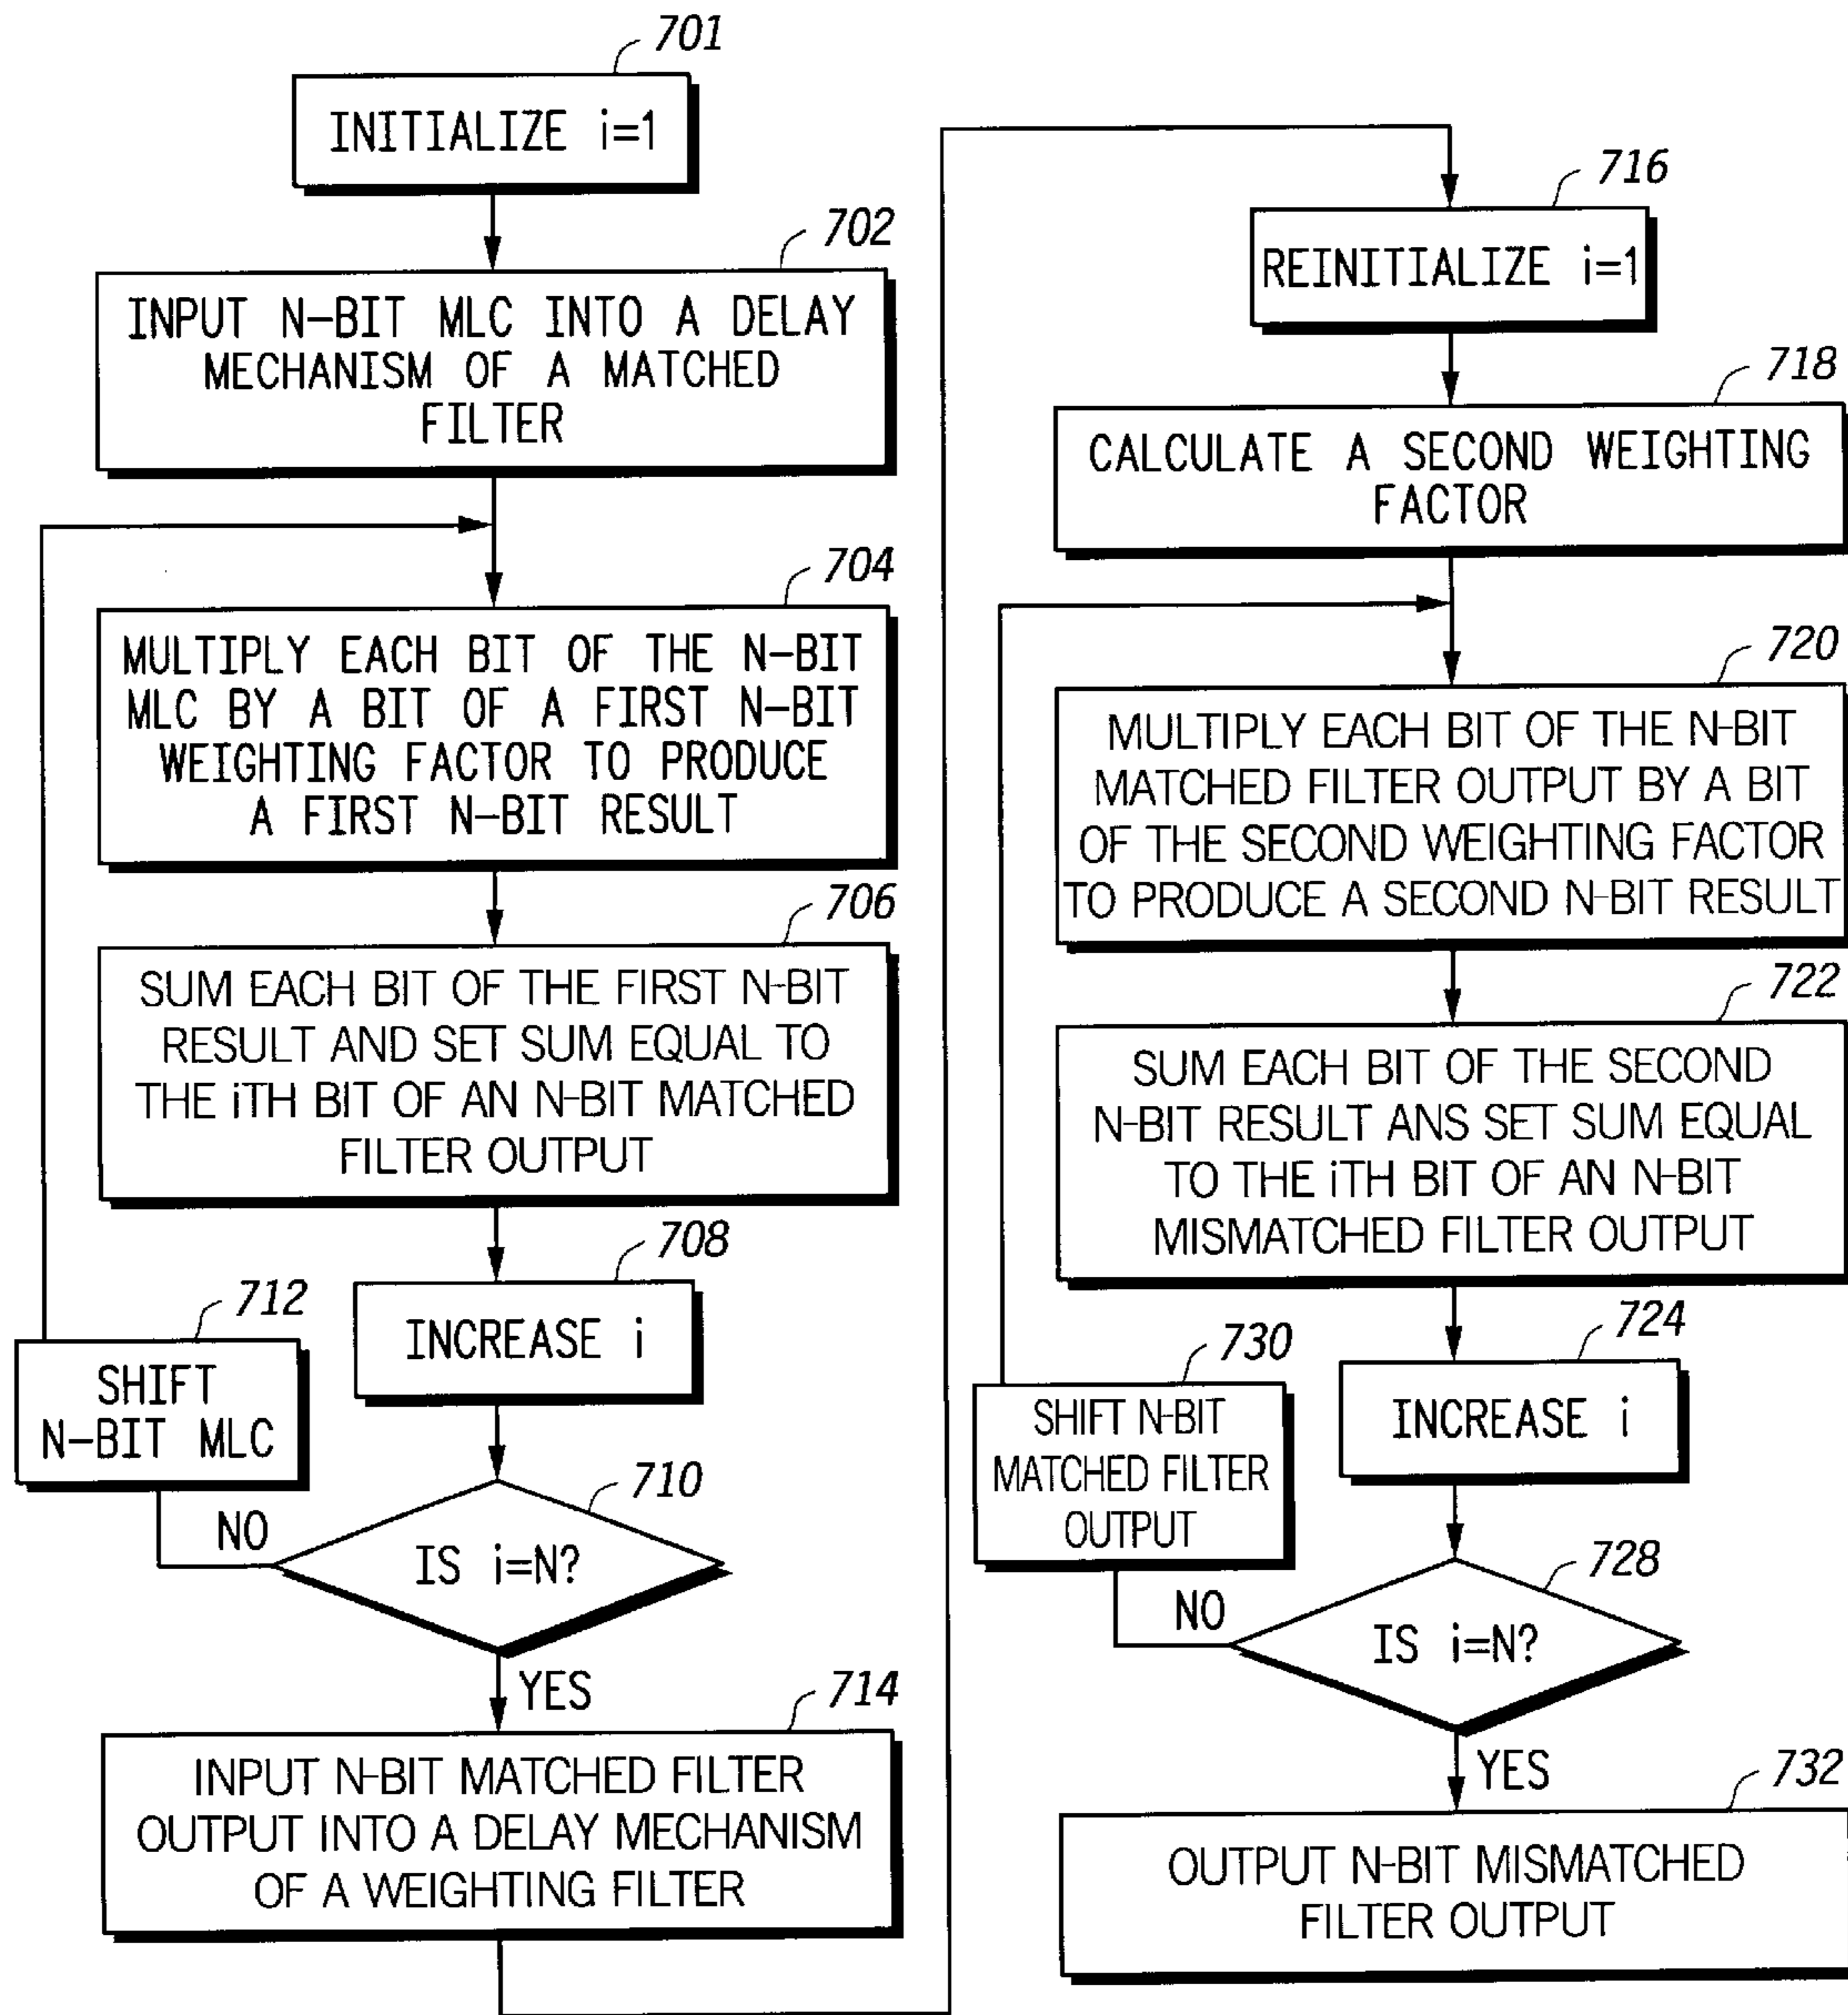 701
INITIALIZE i=1
702
INPUT N-BIT MLC INTO A DELAY
MECHANISM OF A MATCHED
FILTER
704
MULTIPLY EACH BIT OF THE N-BIT
MLC BY A BIT OF A FIRST N-BIT
WEIGHTING FACTOR TO PRODUCE
A FIRST N-BIT RESULT
706
SUM EACH BIT OF THE FIRST N-BIT
RESULT AND SET SUM EQUAL TO
THE iTH BIT OF AN N-BIT MATCHED
FILTER OUTPUT
708
INCREASE i
712
SHIFT
N-BIT MLC
710
NO
IS i=N?
YES
714
INPUT N-BIT MATCHED FILTER
OUTPUT INTO A DELAY MECHANISM
OF A WEIGHTING FILTER
716
REINITIALIZE i=1
718
CALCULATE A SECOND WEIGHTING
FACTOR
720
MULTIPLY EACH BIT OF THE N-BIT
MATCHED FILTER OUTPUT BY A BIT
OF THE SECOND WEIGHTING FACTOR
TO PRODUCE A SECOND N-BIT RESULT
722
SUM EACH BIT OF THE SECOND
N-BIT RESULT ANS SET SUM EQUAL
TO THE iTH BIT OF AN N-BIT
MISMATCHED FILTER OUTPUT
724
INCREASE i
730
SHIFT N-BIT
MATCHED FILTER
OUTPUT
728
NO
IS i=N?
YES
732
OUTPUT N-BIT MISMATCHED
FILTER OUTPUT